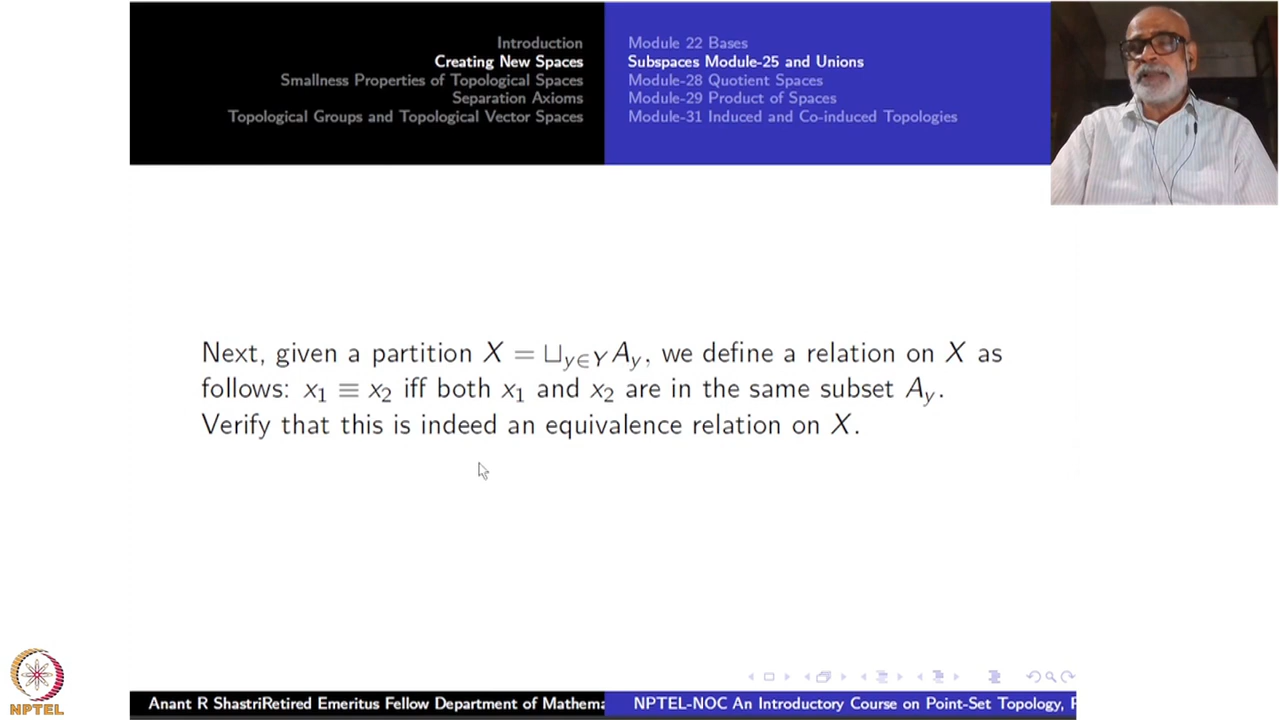 Introduction
Creating New Spaces
Smallness Properties of Topological Spaces
Separation Axioms
Topological Groups and Topological Vector Spaces
Module 22 Bases
Subspaces Module-25 and Unions
Module-28 Quotient Spaces
Module-29 Product of Spaces
Module-31 Induced and Co-induced Topologies
Next, given a partition X = ⊔_{y∈Y} A_y, we define a relation on X as
follows: x₁ ≡ x₂ iff both x₁ and x₂ are in the same subset A_y.
Verify that this is indeed an equivalence relation on X.
NPTEL
Anant R ShastriRetired Emeritus Fellow Department of Mathema
NPTEL-NOC An Introductory Course on Point-Set Topology, P